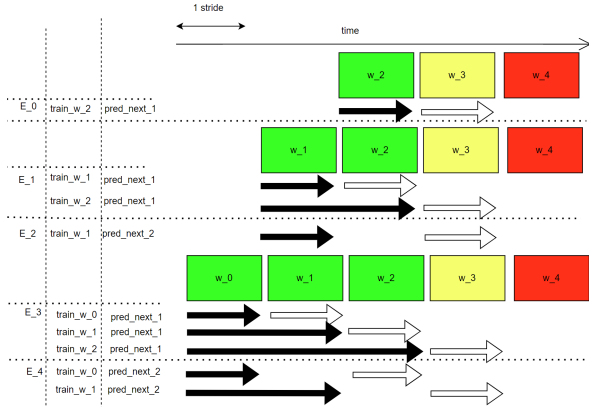 1 stride
time
w_2 w_3 w_4
E_0 train_w_2 pred_next_1
w_1 w_2 w_3 w_4
E_1 train_w_1 pred_next_1
train_w_2 pred_next_1
E_2 train_w_1 pred_next_2
w_0 w_1 w_2 w_3 w_4
E_3 train_w_0 pred_next_1
train_w_1 pred_next_1
train_w_2 pred_next_1
E_4 train_w_0 pred_next_2
train_w_1 pred_next_2